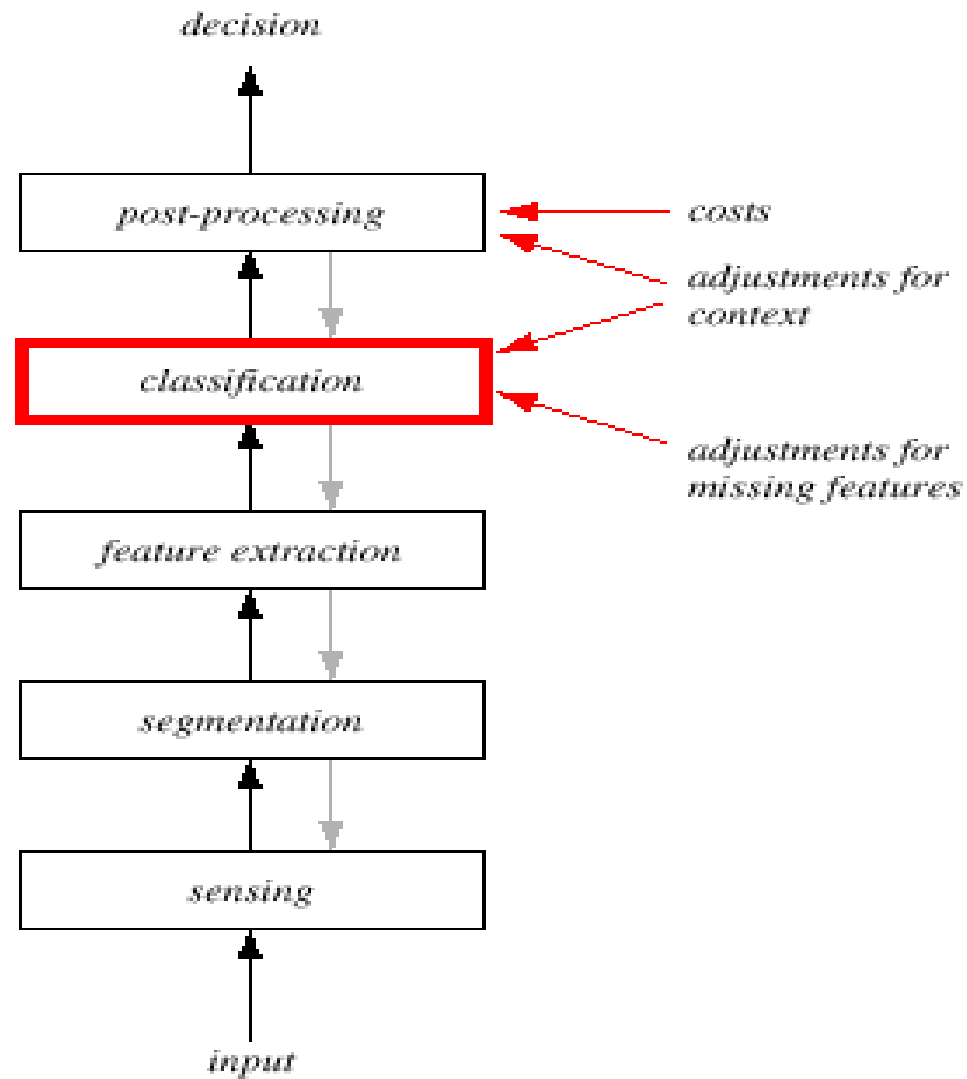 decision
post-processing
costs
adjustments for
context
classification
adjustments for
missing features
feature extraction
segmentation
sensing
input